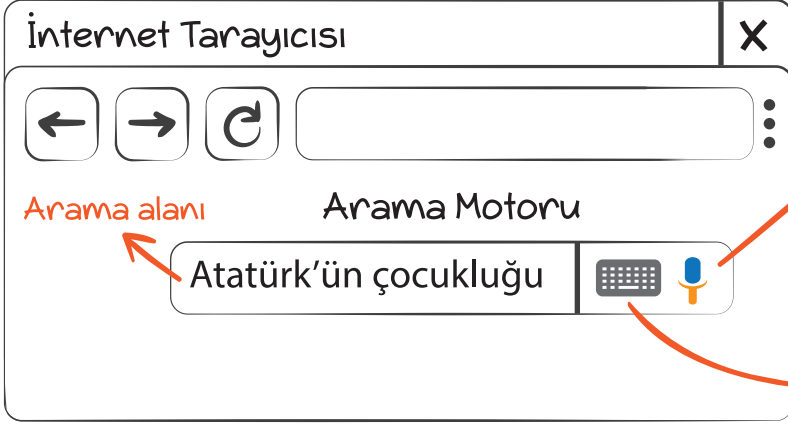 İnternet Tarayıcısı X
Arama alanı
Arama Motoru
Atatürk’ün çocukluğu